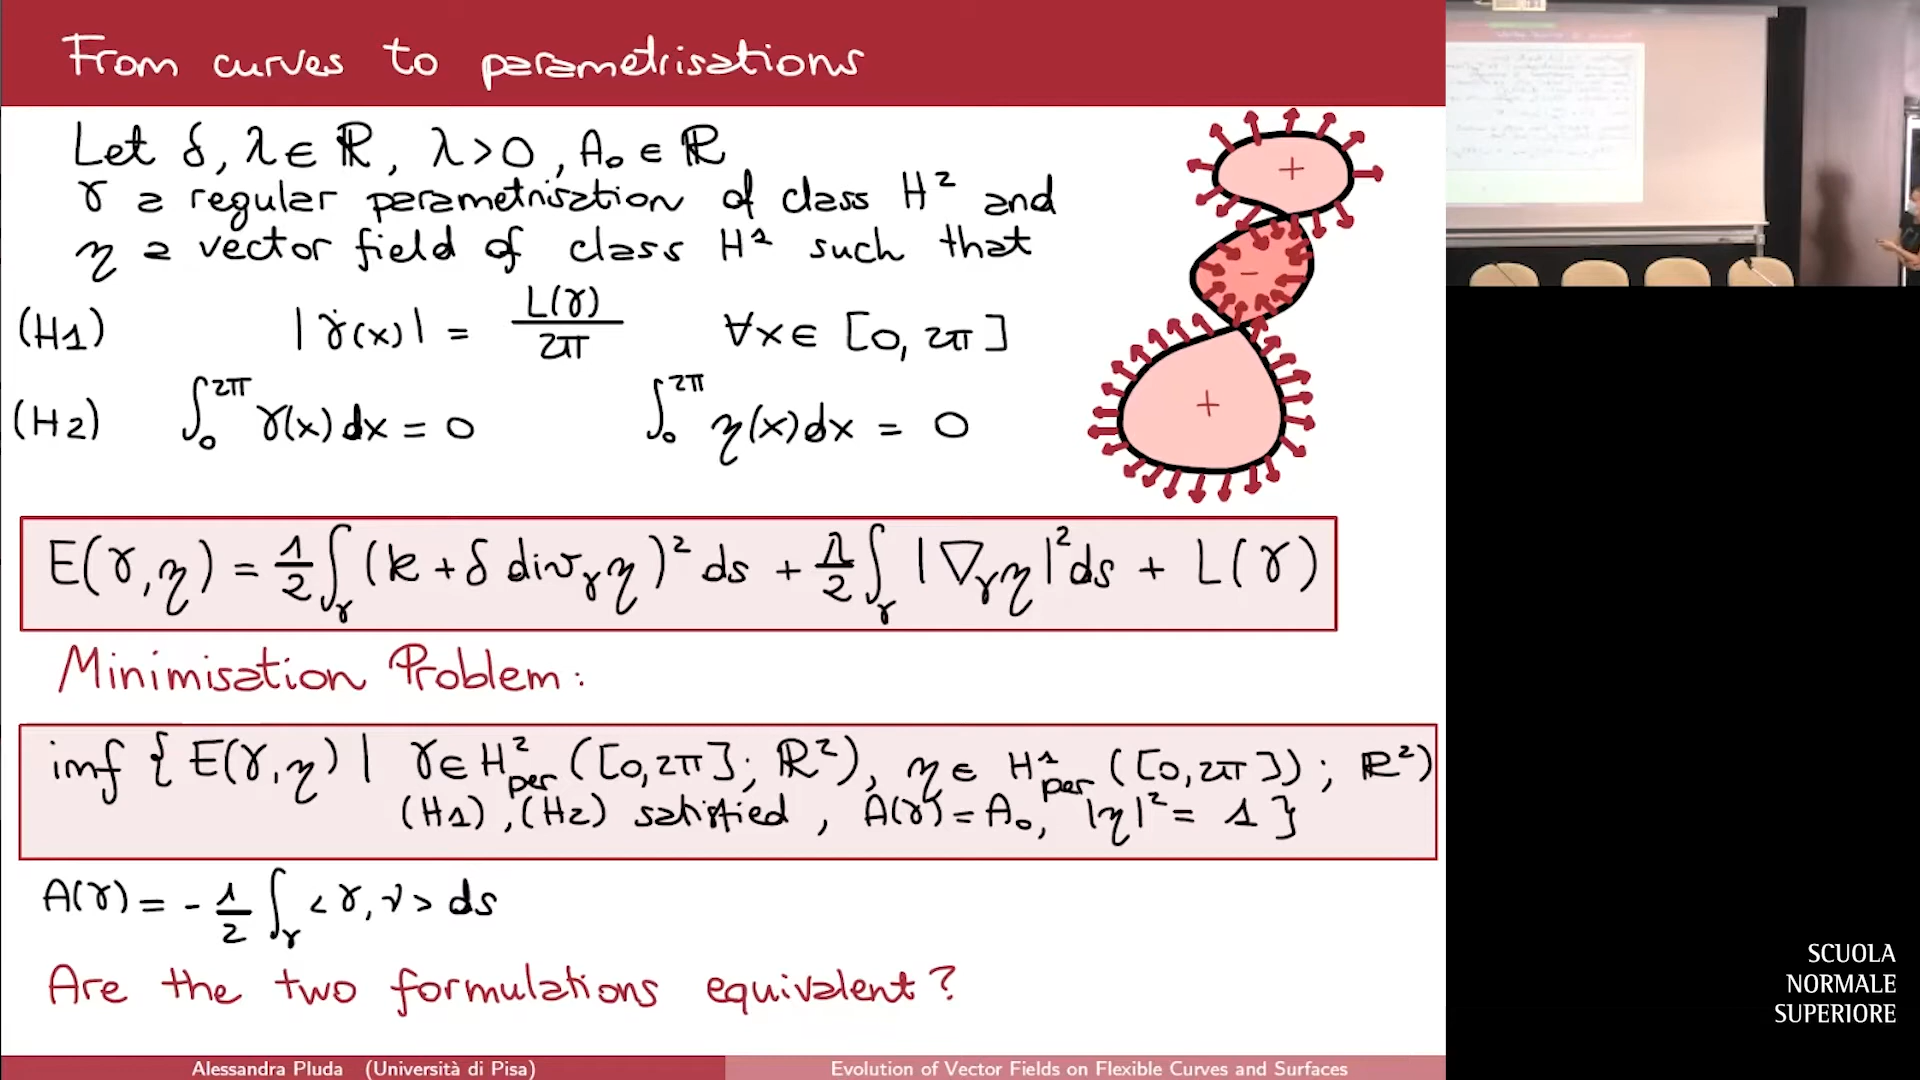 From curves to parametrisations
Let δ, λ ∈ ℝ, λ > 0, A₀ ∈ ℝ
γ a regular parametrisation of class H² and
η a vector field of class H¹ such that
(H1) |γ̇(x)| = L(γ)/2π ∀x ∈ [0, 2π]
(H2) ∫₀^2π γ(x)dx = 0 ∫₀^2π η(x)dx = 0
+
-
+
E(γ,η) = 1/2 ∫_γ (k + δ div_γ η)² ds + λ/2 ∫_γ |∇_γ η|² ds + L(γ)
Minimisation Problem:
inf { E(γ,η) | γ ∈ H²_per ([0,2π]; ℝ²), η ∈ H¹_per ([0,2π]); ℝ²)
(H1), (H2) satisfied, A(γ) = A₀, |η|² = 1 }
A(γ) = - 1/2 ∫_γ <γ,ν> ds
Are the two formulations equivalent?
Alessandra Pluda (Università di Pisa)
Evolution of Vector Fields on Flexible Curves and Surfaces
SCUOLA
NORMALE
SUPERIORE